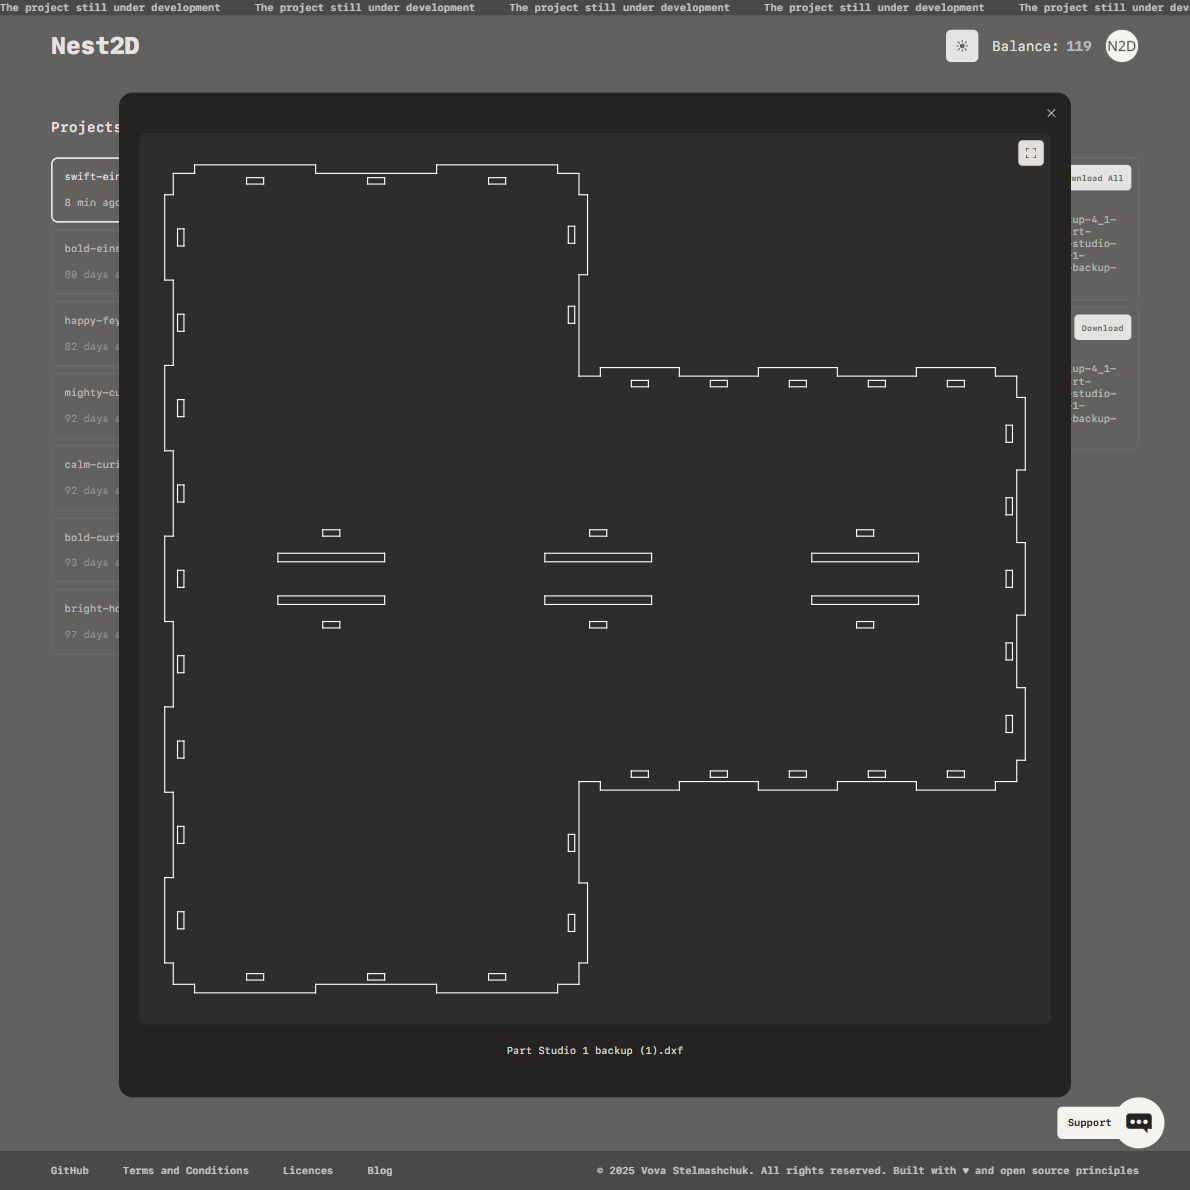 The project still under development The project still under development The project still under development The project still under development The project still under dev
Nest2D
Balance: 119
N2D
Projects
swift-ein
8 min ago
bold-eins
80 days a
happy-fey
82 days a
mighty-cu
92 days a
calm-curi
92 days a
bold-curi
93 days a
bright-ho
97 days a
wnload All
up-4_1-
rt-
studio-
1-
backup-
Download
up-4_1-
rt-
studio-
1-
backup-
Part Studio 1 backup (1).dxf
Support
GitHub Terms and Conditions Licences Blog
© 2025 Vova Stelmashchuk. All rights reserved. Built with ♥ and open source principles